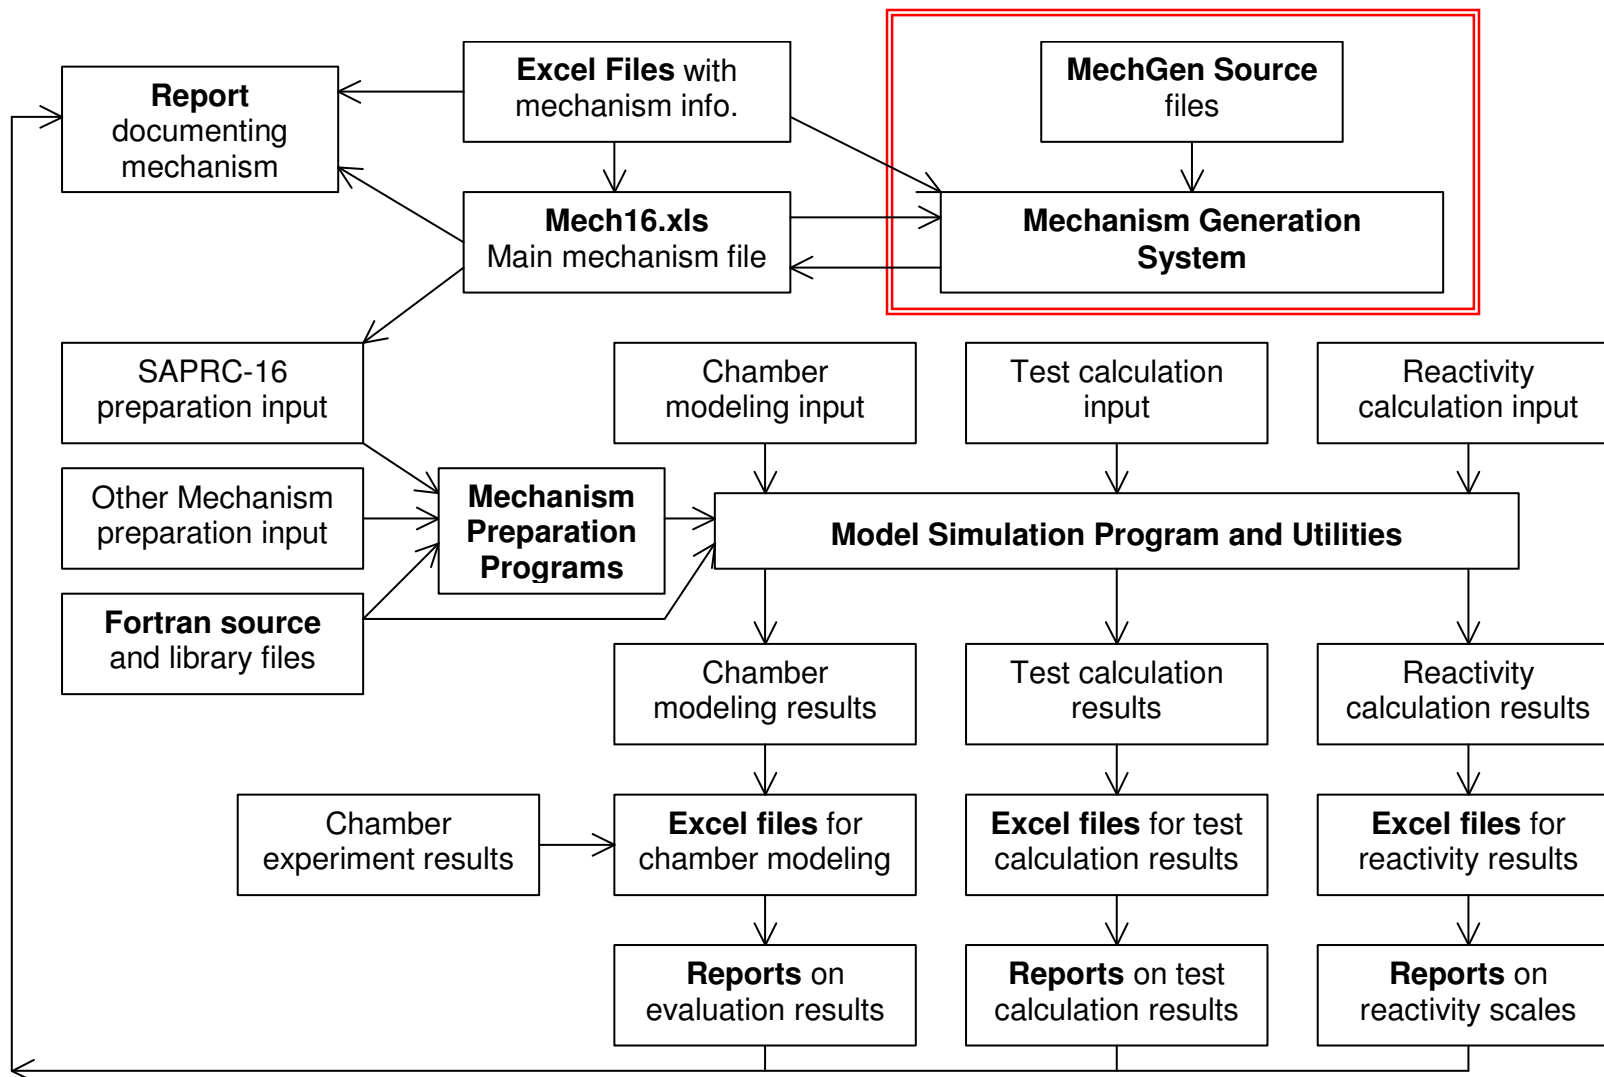 Report
documenting
mechanism
Excel Files with
mechanism info.
MechGen Source
files
Mech16.xls
Main mechanism file
Mechanism Generation
System
SAPRC-16
preparation input
Chamber
modeling input
Test calculation
input
Reactivity
calculation input
Other Mechanism
preparation input
Mechanism
Preparation
Programs
Model Simulation Program and Utilities
Fortran source
and library files
Chamber
modeling results
Test calculation
results
Reactivity
calculation results
Chamber
experiment results
Excel files for
chamber modeling
Excel files for test
calculation results
Excel files for
reactivity results
Reports on
evaluation results
Reports on test
calculation results
Reports on
reactivity scales